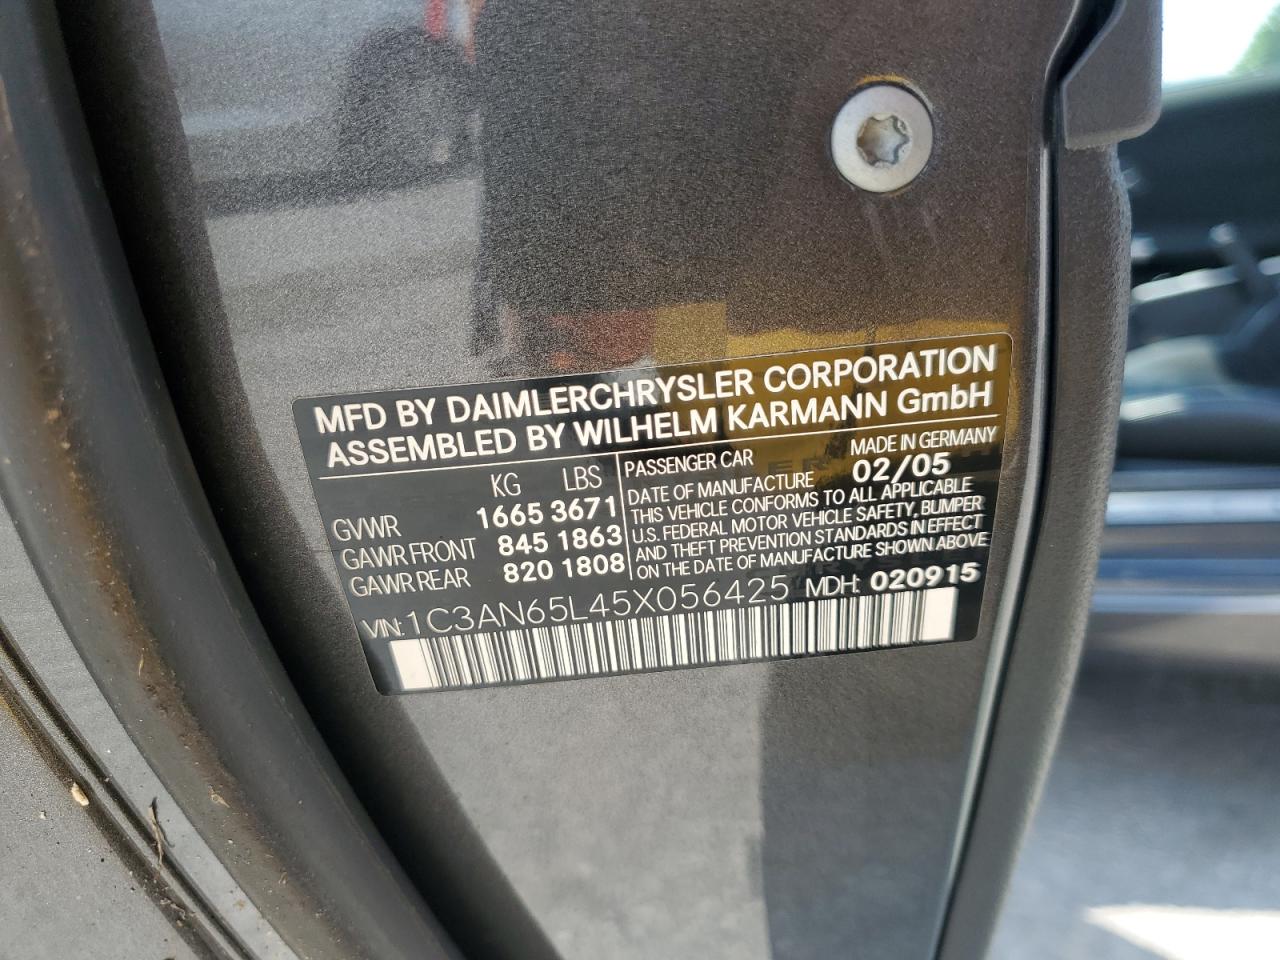 MFD BY DAIMLERCHRYSLER CORPORATION
ASSEMBLED BY WILHELM KARMANN GmbH
KG LBS
GVWR 1665 3671
GAWR FRONT 845 1863
GAWR REAR 820 1808
PASSENGER CAR MADE IN GERMANY
DATE OF MANUFACTURE 02/05
THIS VEHICLE CONFORMS TO ALL APPLICABLE
U.S. FEDERAL MOTOR VEHICLE SAFETY, BUMPER
AND THEFT PREVENTION STANDARDS IN EFFECT
ON THE DATE OF MANUFACTURE SHOWN ABOVE
VIN: 1C3AN65L45X056425 MDH: 020915